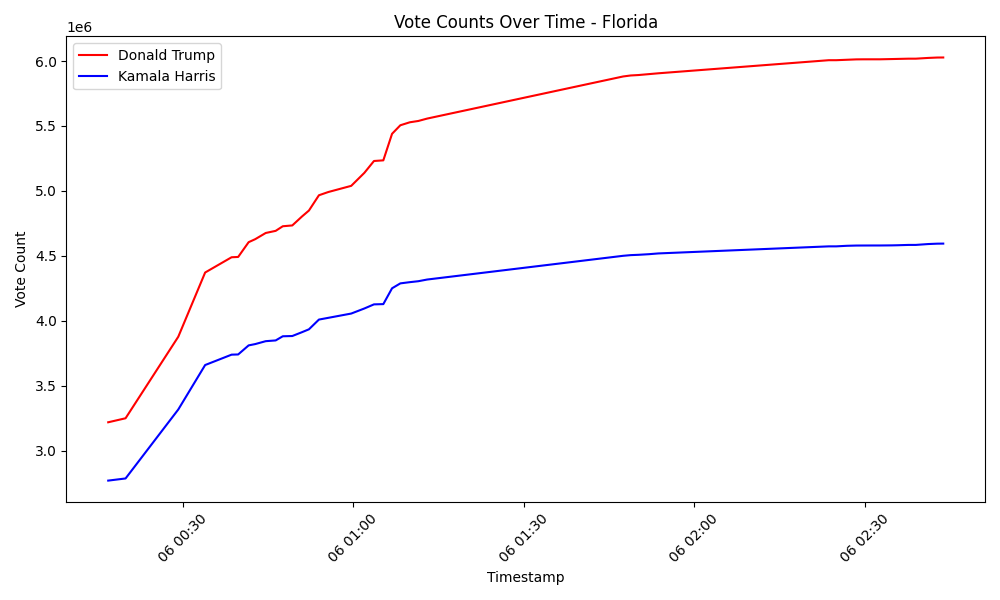 Vote Counts Over Time - Florida
1e6
Donald Trump
Kamala Harris
6.0
5.5
5.0
4.5
4.0
3.5
3.0
Vote Count
06 00:30
06 01:00
06 01:30
06 02:00
06 02:30
Timestamp